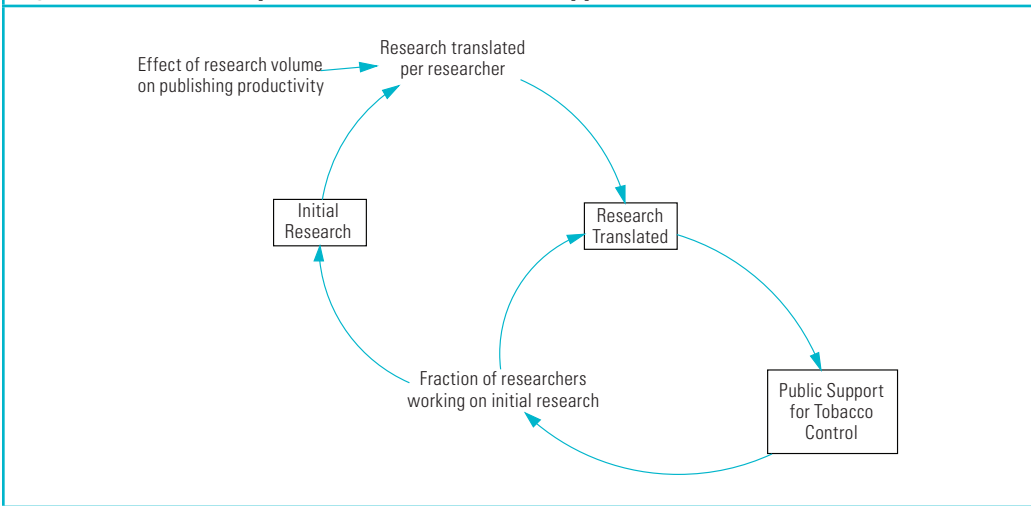 Effect of research volume
on publishing productivity
Research translated
per researcher
Initial
Research
Research
Translated
Fraction of researchers
working on initial research
Public Support
for Tobacco
Control